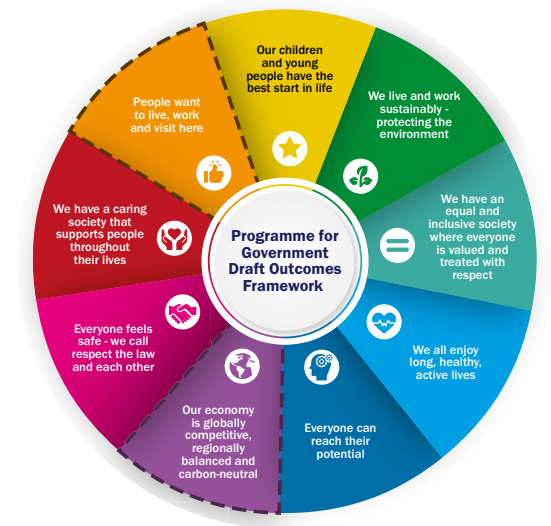 Our children
and young
people have the
best start in life
We live and work
sustainably -
protecting the
environment
We have an
equal and
inclusive society
where everyone
is valued and
treated with
respect
We all enjoy
long, healthy,
active lives
Everyone can
reach their
potential
Our economy
is globally
competitive,
regionally
balanced and
carbon-neutral
Everyone feels
safe - we call
respect the law
and each other
We have a caring
society that
supports people
throughout
their lives
People want
to live, work
and visit here
Programme for
Government
Draft Outcomes
Framework